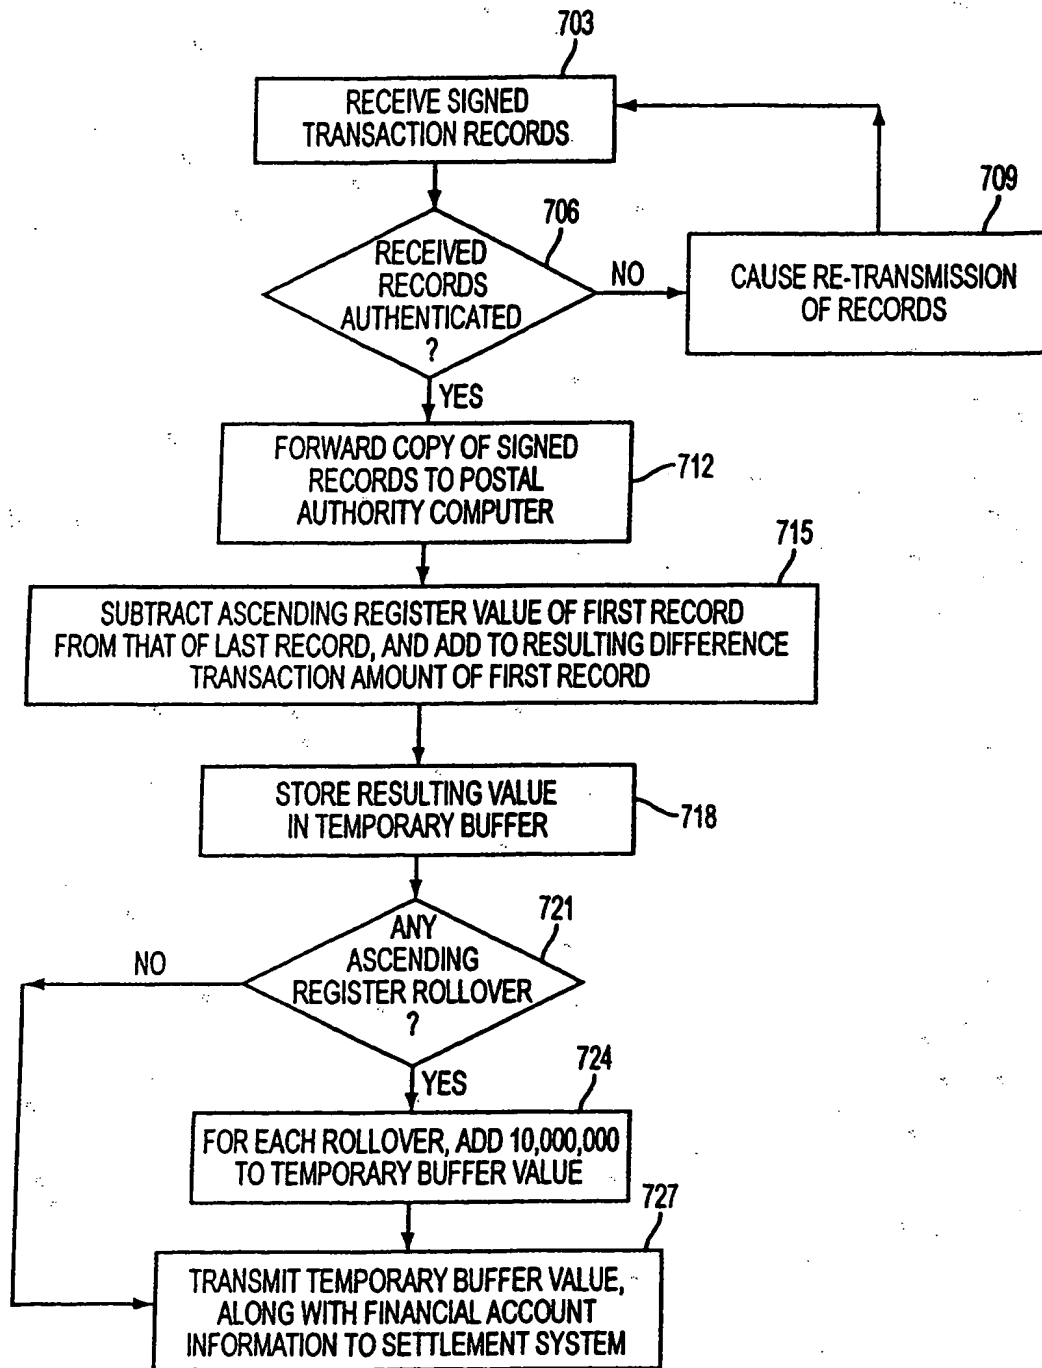 703
RECEIVE SIGNED
TRANSACTION RECORDS
706
RECEIVED
RECORDS
AUTHENTICATED
?
NO
709
CAUSE RE-TRANSMISSION
OF RECORDS
YES
FORWARD COPY OF SIGNED
RECORDS TO POSTAL
AUTHORITY COMPUTER
712
715
SUBTRACT ASCENDING REGISTER VALUE OF FIRST RECORD
FROM THAT OF LAST RECORD, AND ADD TO RESULTING DIFFERENCE
TRANSACTION AMOUNT OF FIRST RECORD
STORE RESULTING VALUE
IN TEMPORARY BUFFER
718
721
ANY
ASCENDING
REGISTER ROLLOVER
?
NO
YES
724
FOR EACH ROLLOVER, ADD 10,000,000
TO TEMPORARY BUFFER VALUE
727
TRANSMIT TEMPORARY BUFFER VALUE,
ALONG WITH FINANCIAL ACCOUNT
INFORMATION TO SETTLEMENT SYSTEM